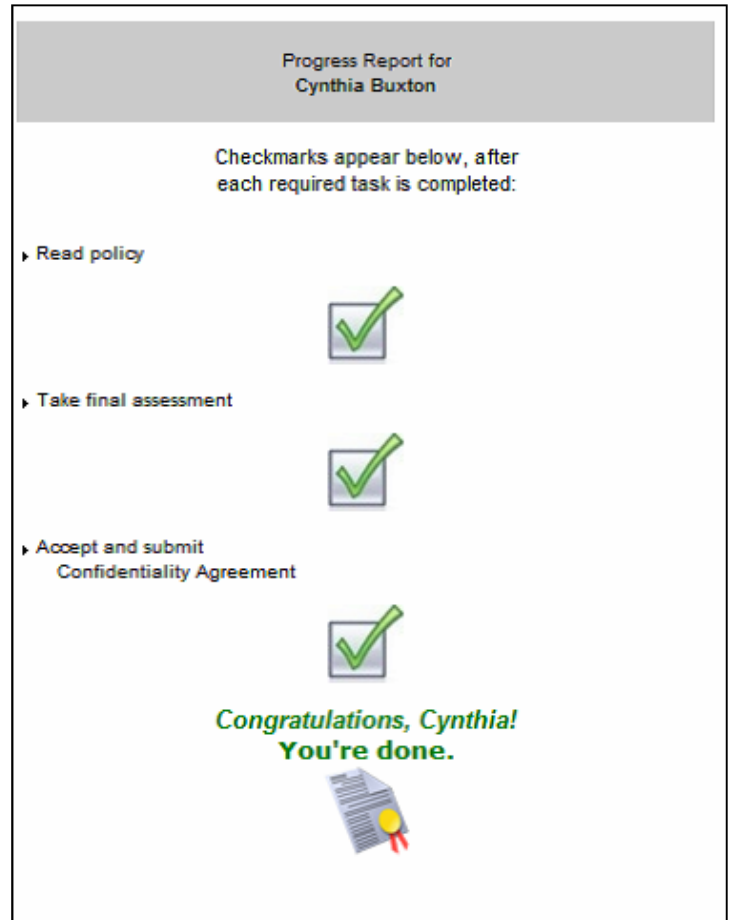 Progress Report for
Cynthia Buxton
Checkmarks appear below, after
each required task is completed:
Read policy
Take final assessment
Accept and submit
Confidentiality Agreement
Congratulations, Cynthia!
You're done.